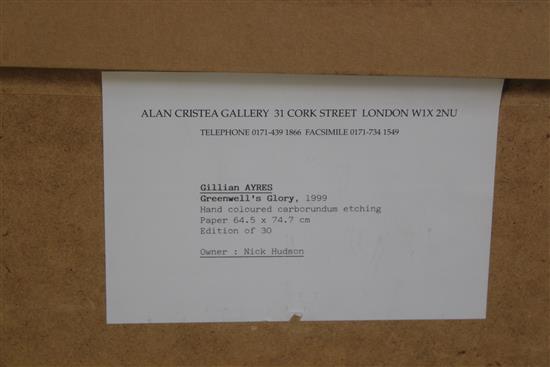 ALAN CRISTEA GALLERY 31 CORK STREET LONDON W1X 2NU
TELEPHONE 0171-439 1866 FACSIMILE 0171-734 1549
Gillian AYRES
Greenwell's Glory, 1999
Hand coloured carborundum etching
Paper 64.5 x 74.7 cm
Edition of 30
Owner : Nick Hudson